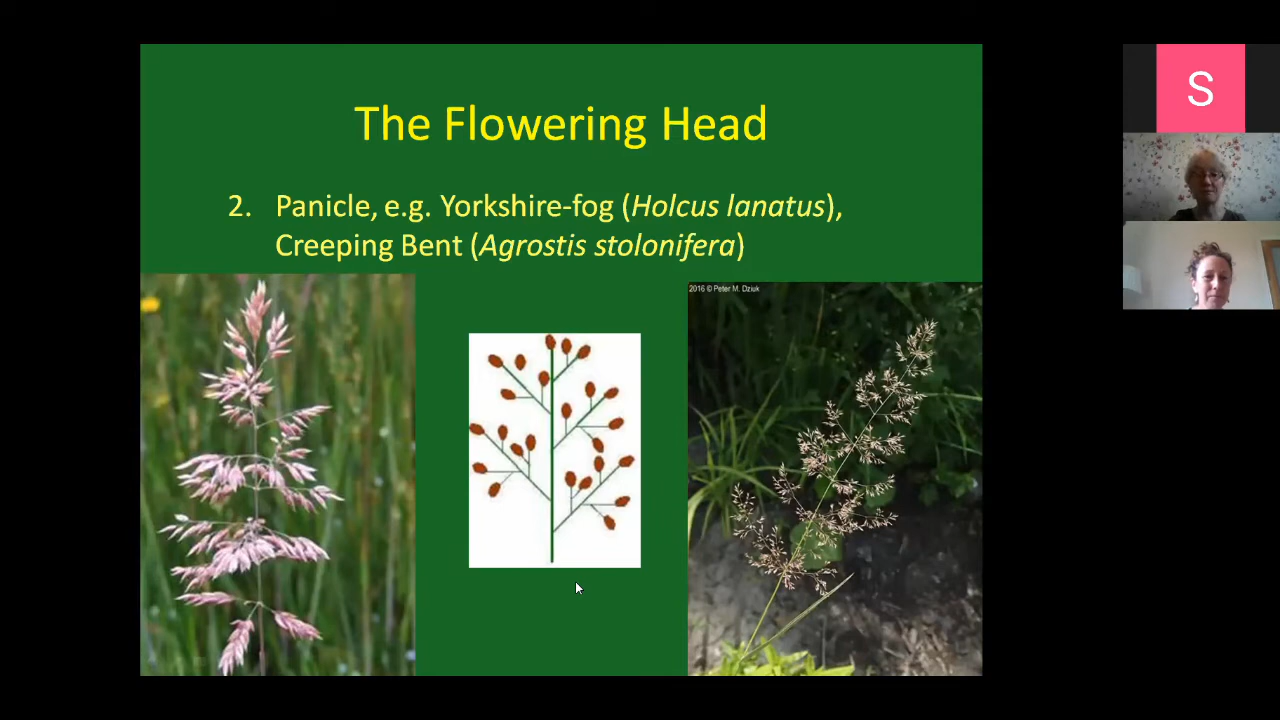 The Flowering Head
2. Panicle, e.g. Yorkshire-fog (Holcus lanatus),
Creeping Bent (Agrostis stolonifera)
2016 © Peter M. Dziuk
S